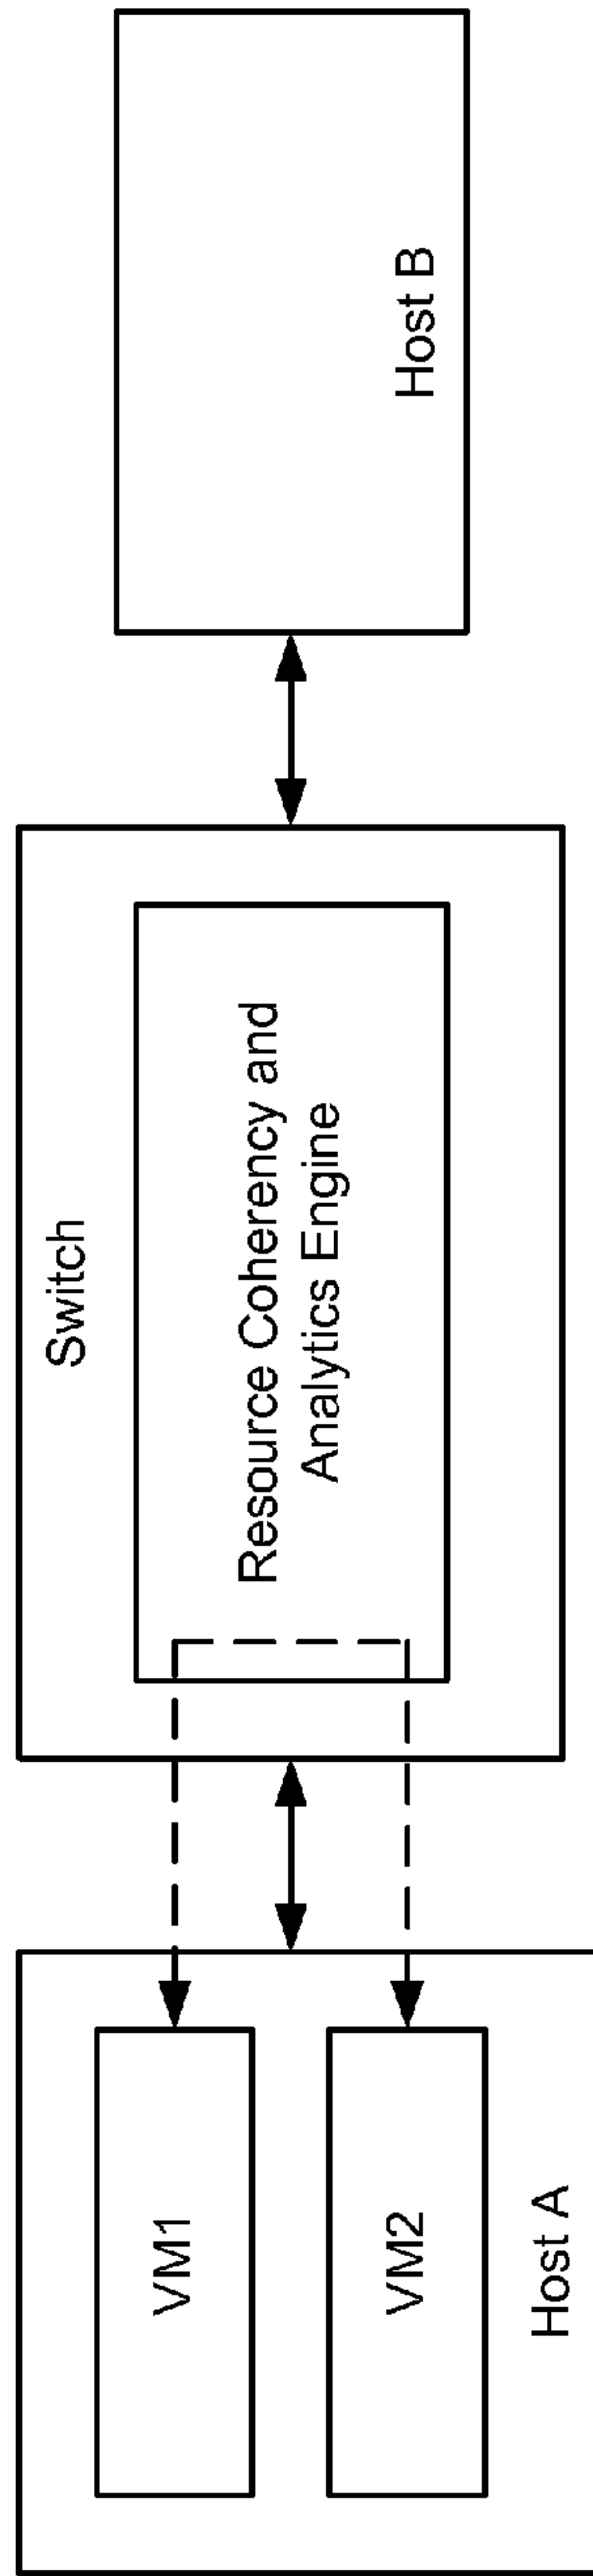 VM1
VM2
Host A
Switch
Resource Coherency and
Analytics Engine
Host B